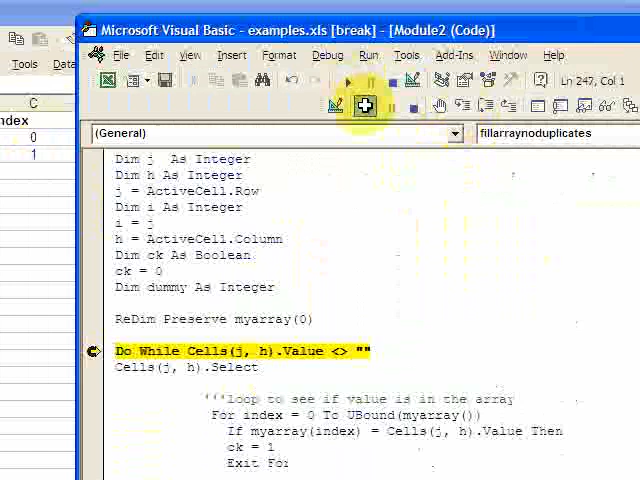 Microsoft Visual Basic - examples.xls [break] - [Module2 (Code)]
File Edit View Insert Format Debug Run Tools Add-Ins Window Help
Tools Data
Ln 247, Col 1
C
ndex
0
1
(General)
fillarraynoduplicates
Dim j As Integer
Dim h As Integer
j = ActiveCell.Row
Dim i As Integer
i = j
h = ActiveCell.Column
Dim ck As Boolean
ck = 0
Dim dummy As Integer
ReDim Preserve myarray(0)
Do While Cells(j, h).Value <> ""
Cells(j, h).Select
'''loop to see if value is in the array
For index = 0 To UBound(myarray())
If myarray(index) = Cells(j, h).Value Then
ck = 1
Exit For